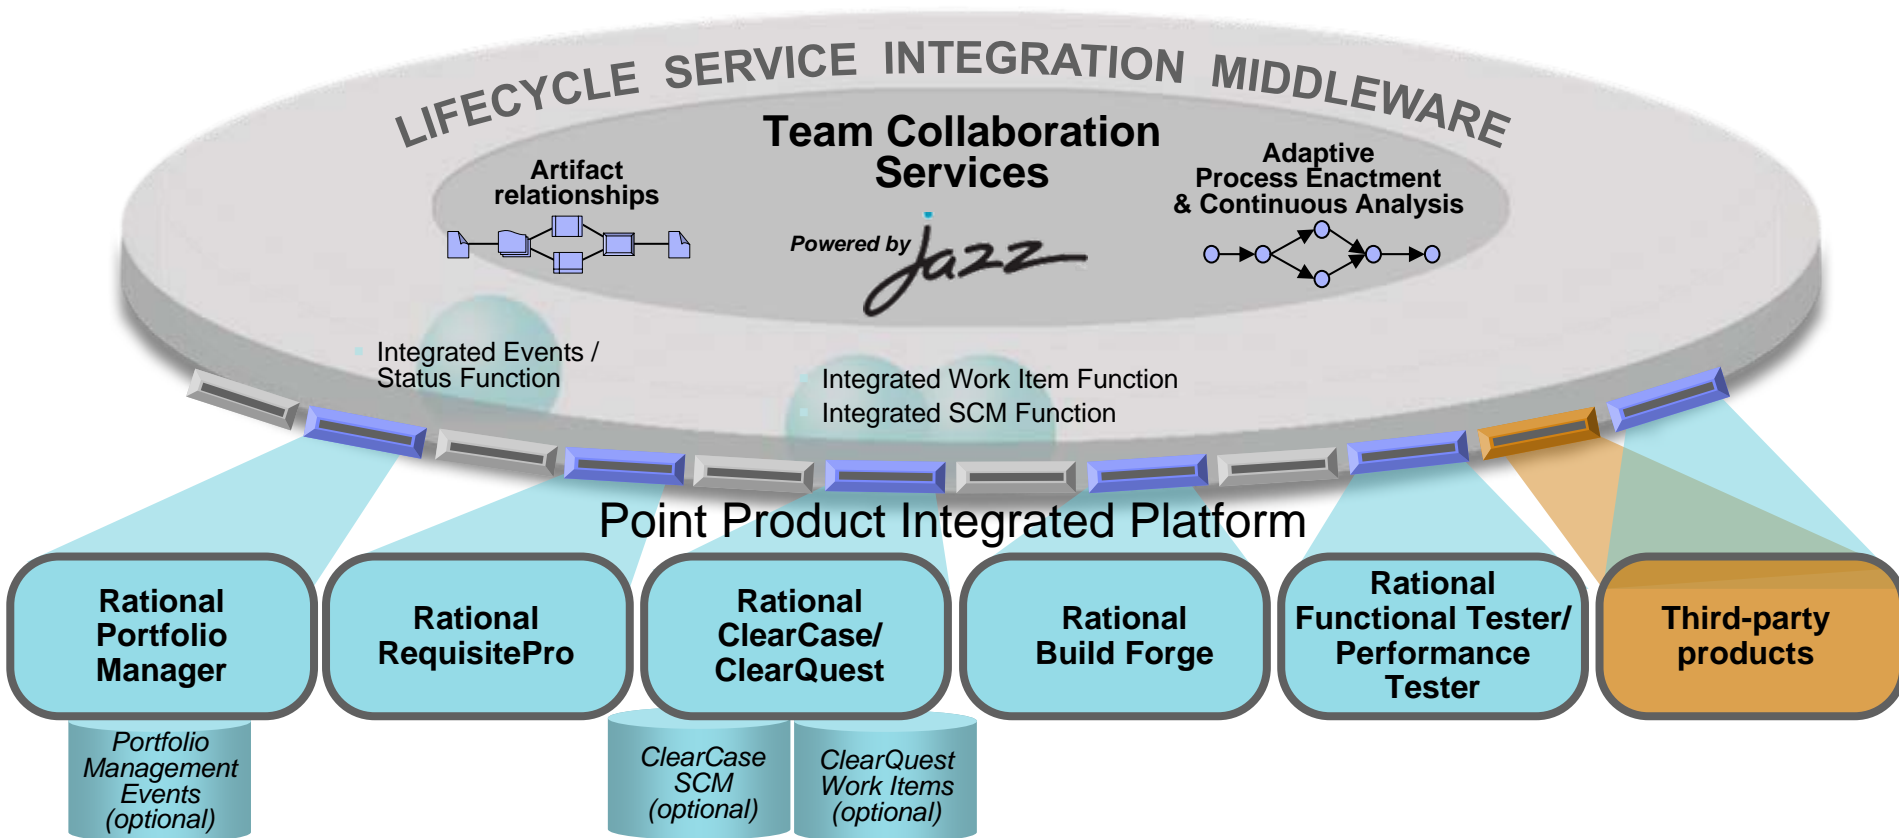 LIFECYCLE SERVICE INTEGRATION MIDDLEWARE
Team Collaboration
Services
Artifact
relationships
Adaptive
Process Enactment
& Continuous Analysis
Powered by
Jazz
Integrated Events /
Status Function
Integrated Work Item Function
Integrated SCM Function
Point Product Integrated Platform
Rational
Portfolio
Manager
Rational
RequisitePro
Rational
ClearCase/
ClearQuest
Rational
Build Forge
Rational
Functional Tester/
Performance
Tester
Third-party
products
Portfolio
Management
Events
(optional)
ClearCase
SCM
(optional)
ClearQuest
Work Items
(optional)